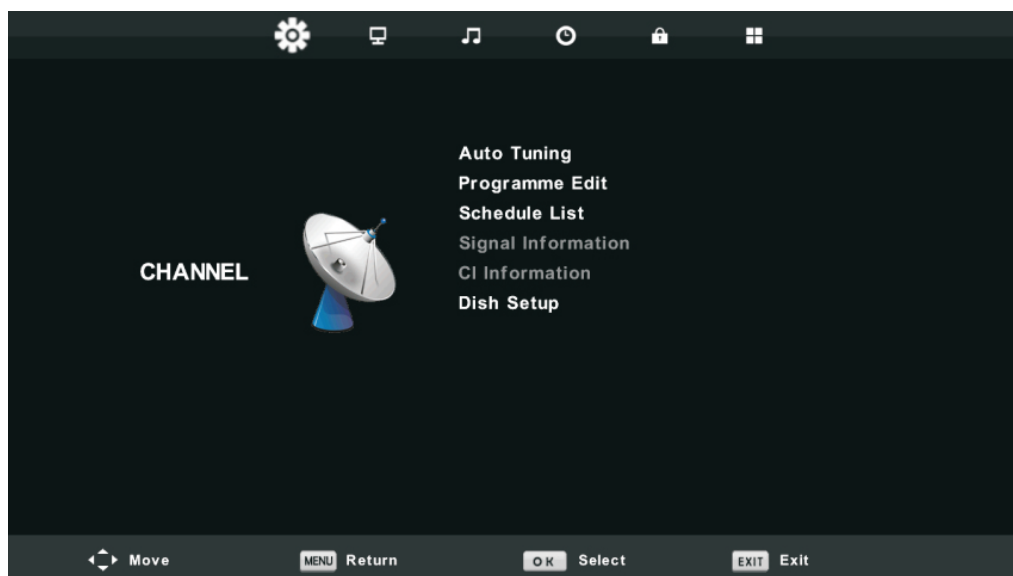 Auto Tuning
Programme Edit
Schedule List
Signal Information
CI Information
Dish Setup
CHANNEL
Move
MENU Return
OK Select
EXIT Exit